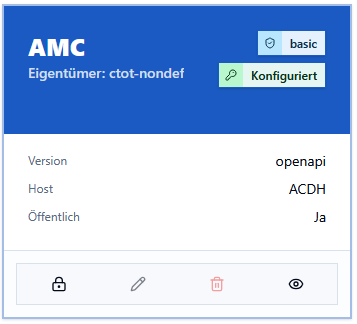 AMC
Eigentümer: ctot-nondef
basic
Konfiguriert
Version openapi
Host ACDH
Öffentlich Ja